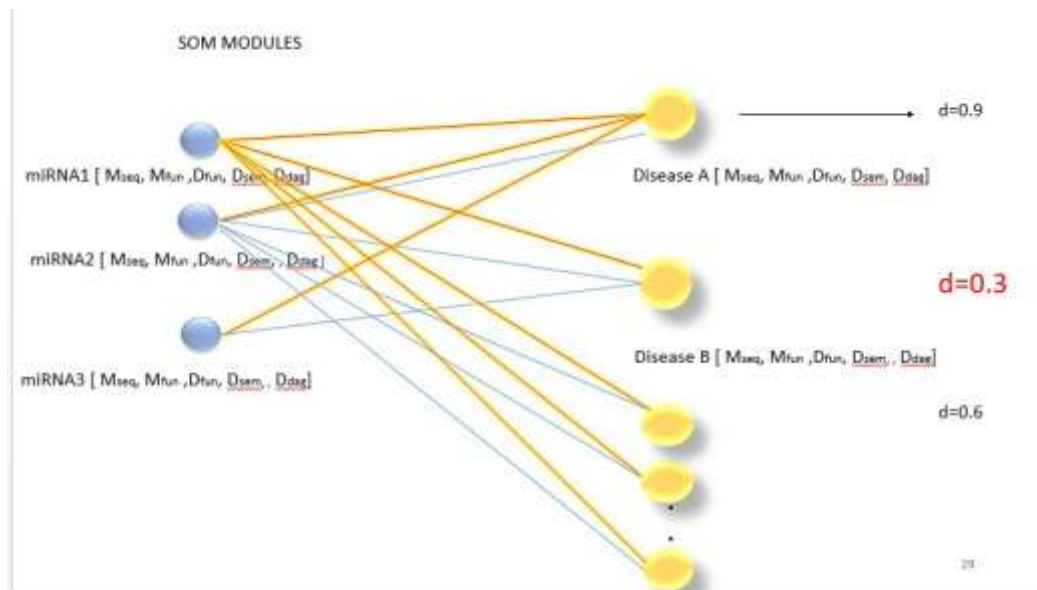 SOM MODULES
d=0.9
miRNA1 [ Mseq, Mfun ,Dfun, Dsem, Ddag]
Disease A [ Mseq, Mfun ,Dfun, Dsem, Ddag]
miRNA2 [ Mseq, Mfun ,Dfun, Dsem, , Ddag]
d=0.3
Disease B [ Mseq, Mfun ,Dfun, Dsem, , Ddag]
miRNA3 [ Mseq, Mfun ,Dfun, Dsem, , Ddag]
d=0.6